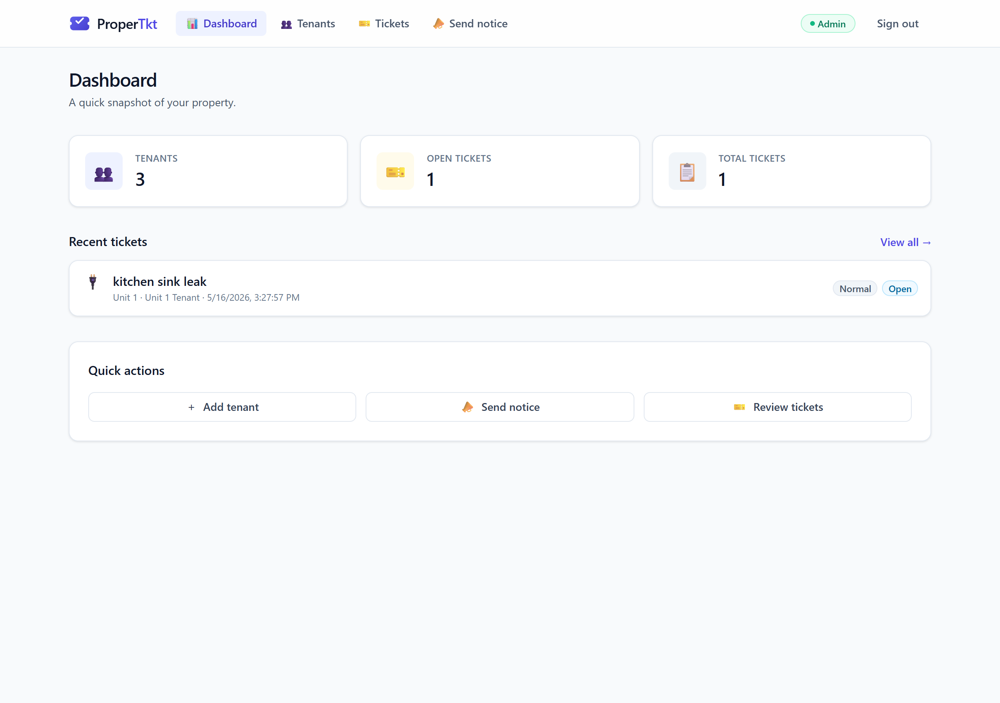 ProperTkt
Dashboard
Tenants
Tickets
Send notice
Admin
Sign out
Dashboard
A quick snapshot of your property.
TENANTS
3
OPEN TICKETS
1
TOTAL TICKETS
1
Recent tickets
View all →
kitchen sink leak
Unit 1 · Unit 1 Tenant · 5/16/2026, 3:27:57 PM
Normal
Open
Quick actions
+ Add tenant
Send notice
Review tickets